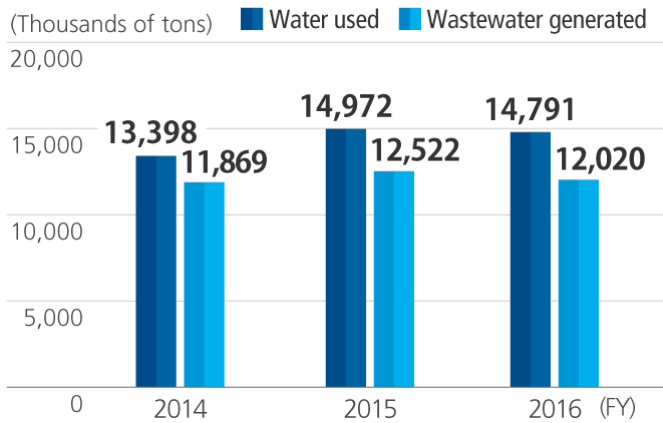 (Thousands of tons) Water used Wastewater generated
20,000
14,972 14,791
13,398
15,000
11,869 12,522 12,020
10,000
5,000
0
2014 2015 2016 (FY)